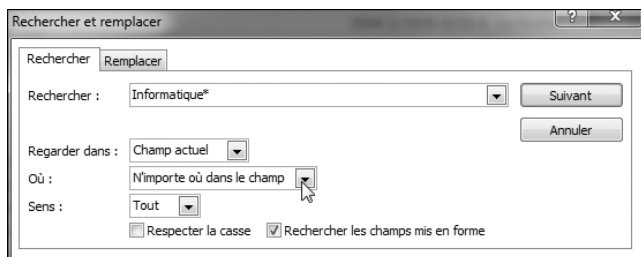 Rechercher et remplacer
Rechercher Remplacer
Rechercher : Informatique* Suivant
Annuler
Regarder dans : Champ actuel
Où : N'importe où dans le champ
Sens : Tout
Respecter la casse Rechercher les champs mis en forme